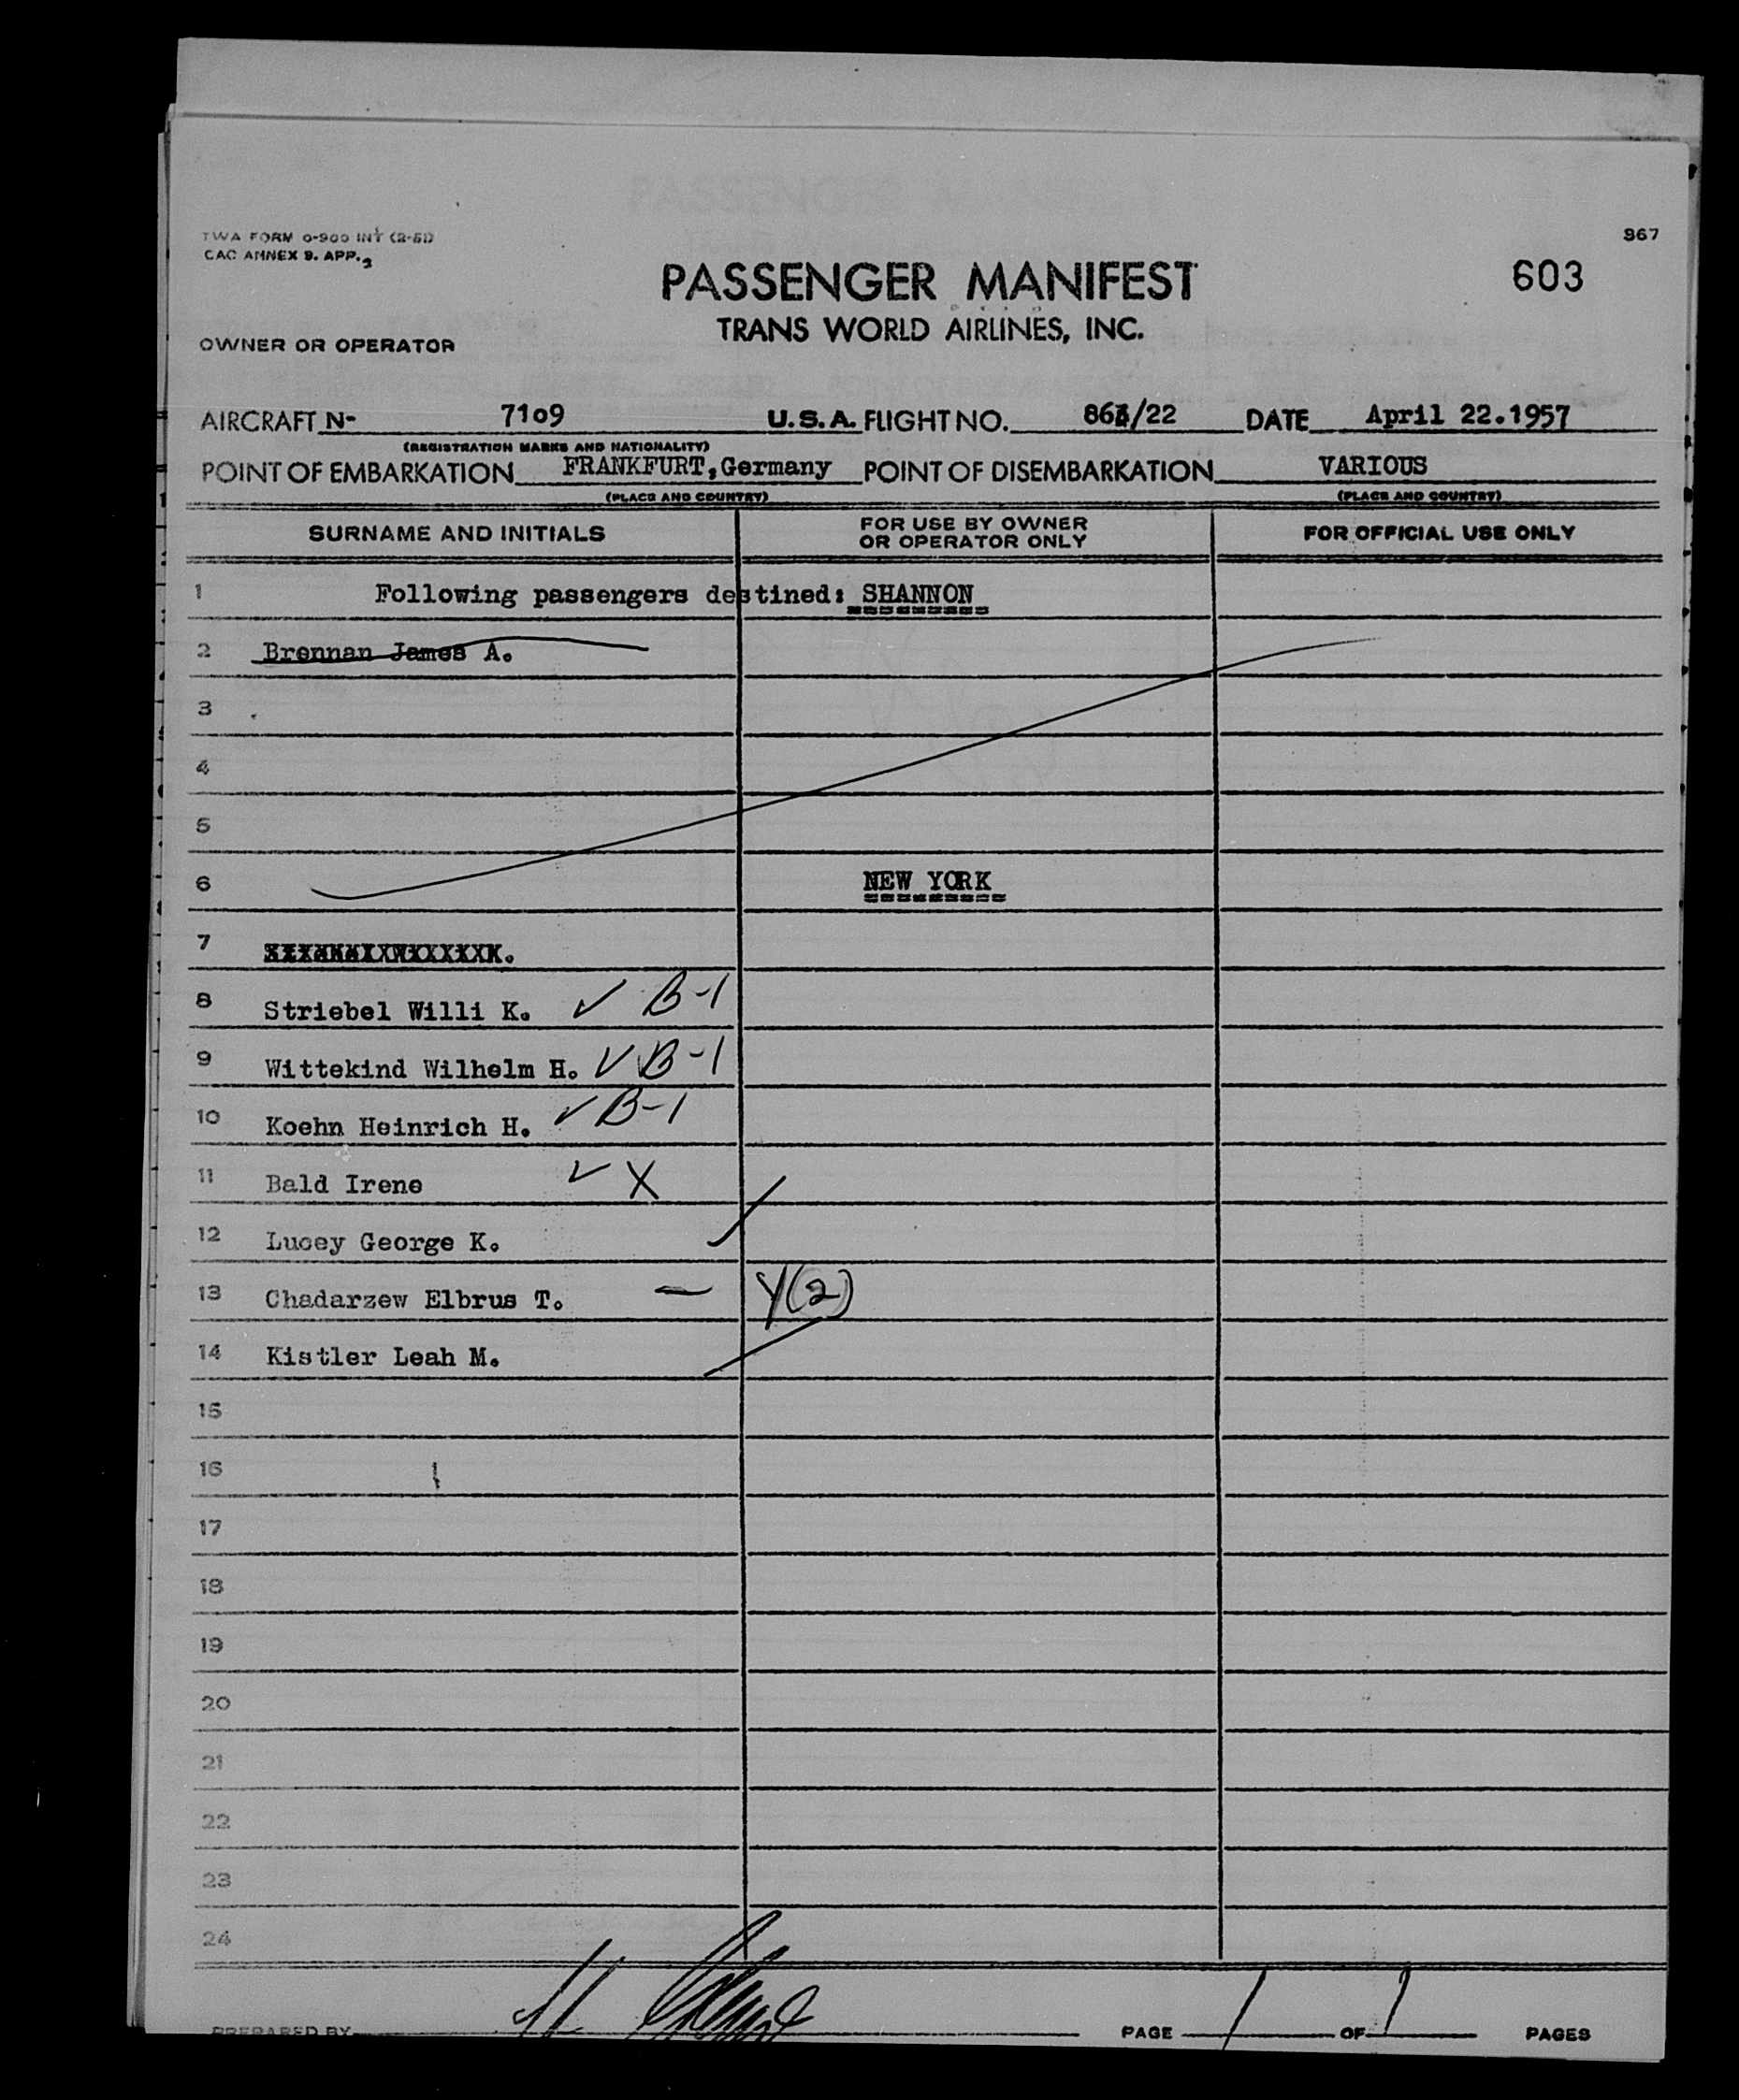 TWA FORM 0-900 INT (2-51)
CAO ANNEX 9. APP. 2
867
603
PASSENGER MANIFEST
TRANS WORLD AIRLINES, INC.
OWNER OR OPERATOR
AIRCRAFT N- 7109 U.S.A. FLIGHT NO. /22 DATE April 22.1957
(REGISTRATION MARKS AND NATIONALITY)
POINT OF EMBARKATION FRANKFURT,Germany POINT OF DISEMBARKATION VARIOUS
(PLACE AND COUNTRY) (PLACE AND COUNTRY)
SURNAME AND INITIALS FOR USE BY OWNER OR OPERATOR ONLY FOR OFFICIAL USE ONLY
1 Following passengers destined: SHANNON
2 Brennan James A.
3
4
5
6 NEW YORK
7
8 Striebel Willi K. ✓ B-1
9 Wittekind Wilhelm H. ✓ B-1
10 Koehn Heinrich H. ✓ B-1
11 Bald Irene ✓ X
12 Lucey George K.
13 Chadarzew Elbrus T. — Y(2)
14 Kistler Leah M.
15
16
17
18
19
20
21
22
23
24
PREPARED BY PAGE 1 OF 1 PAGES